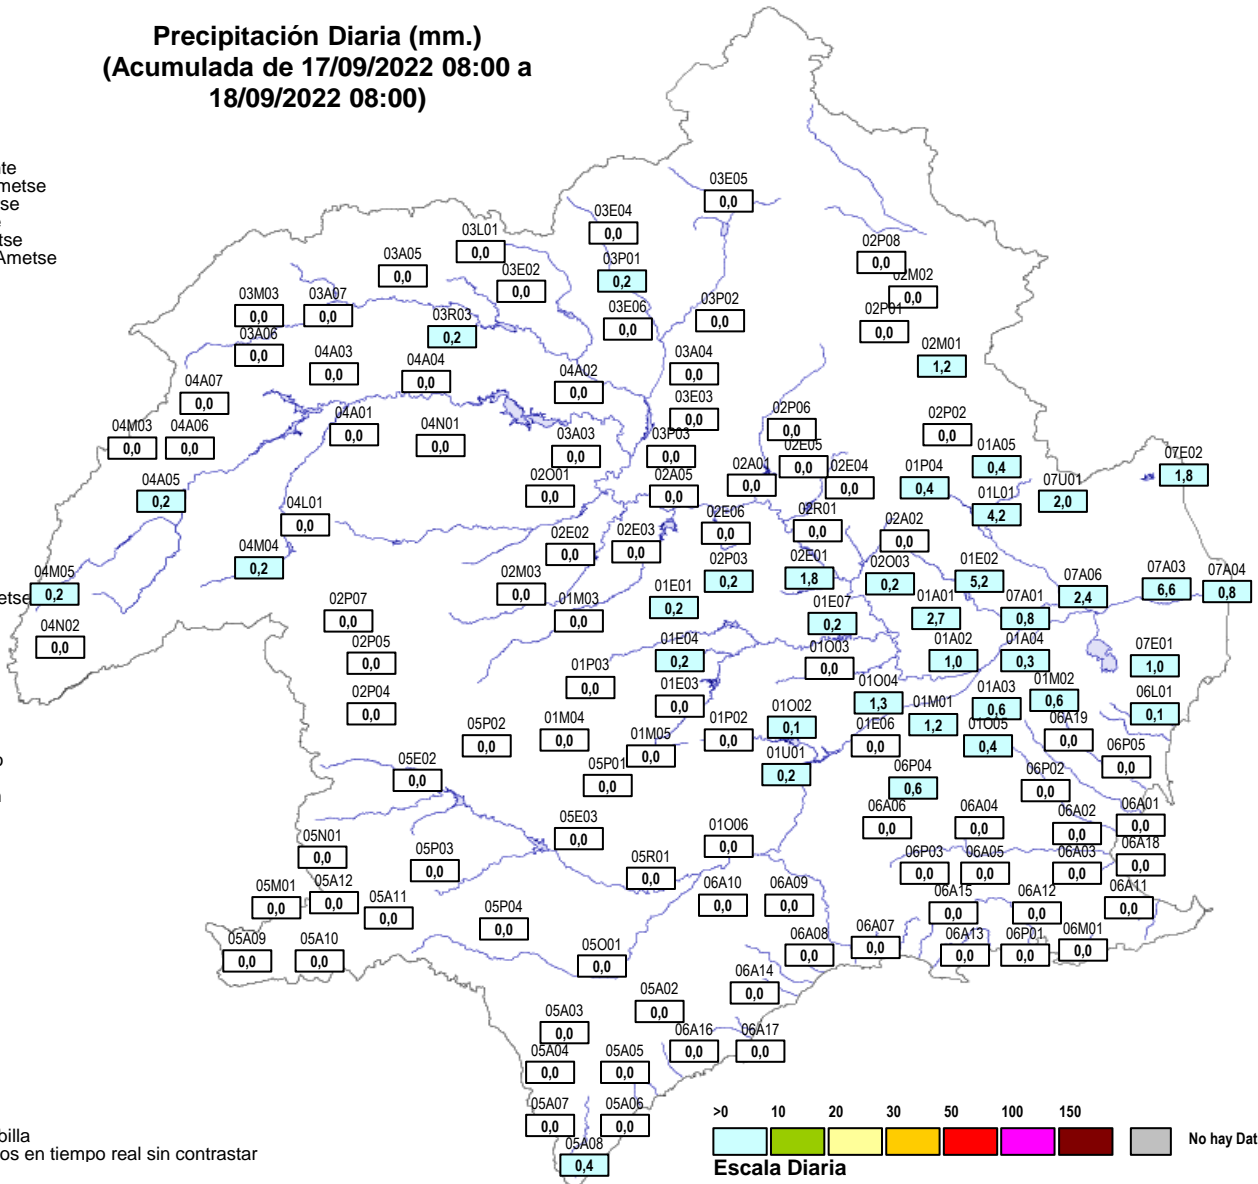 Precipitación Diaria (mm.)
(Acumulada de 17/09/2022 08:00 a
18/09/2022 08:00)
03E05
0,0
03E04
0,0
03L01
0,0
03A05
0,0
03E02
0,0
03P01
0,2
02P08
0,0
02M02
0,0
03M03
0,0
03A07
0,0
03R03
0,2
03E06
0,0
03P02
0,0
02P01
0,0
03A06
0,0
04A03
0,0
04A04
0,0
04A02
0,0
03A04
0,0
02M01
1,2
04A07
0,0
03E03
0,0
04M03
0,0
04A06
0,0
04A01
0,0
04N01
0,0
03A03
0,0
03P03
0,0
02P06
0,0
02P02
0,0
04A05
0,2
02O01
0,0
02A05
0,0
02A01
0,0
02E05
0,0
02E04
0,0
01P04
0,4
01A05
0,4
07U01
2,0
07E02
1,8
04L01
0,0
01L01
4,2
02E06
0,0
02R01
0,0
02A02
0,0
04M04
0,2
02E02
0,0
02E03
0,0
02P03
0,2
02E01
1,8
02O03
0,2
01E02
5,2
07A06
2,4
07A03
6,6
07A04
0,8
04M05
0,2
02M03
0,0
01M03
0,0
01E01
0,2
01E07
0,2
01A01
2,7
07A01
0,8
04N02
0,0
02P07
0,0
02P05
0,0
01P03
0,0
01E04
0,2
01O03
0,0
01A02
1,0
01A04
0,3
07E01
1,0
02P04
0,0
01E03
0,0
01O04
1,3
01M01
1,2
01A03
0,6
01M02
0,6
06L01
0,1
05P02
0,0
01M04
0,0
01M05
0,0
01P02
0,0
01O02
0,1
01E06
0,0
01O05
0,4
06A19
0,0
06P05
0,0
05E02
0,0
05P01
0,0
01U01
0,2
06P04
0,6
06P02
0,0
05E03
0,0
01O06
0,0
06A06
0,0
06A04
0,0
06A02
0,0
06A01
0,0
05N01
0,0
05P03
0,0
05R01
0,0
06P03
0,0
06A05
0,0
06A03
0,0
06A18
0,0
05M01
0,0
05A12
0,0
05A11
0,0
05P04
0,0
06A10
0,0
06A09
0,0
06A15
0,0
06A12
0,0
06A11
0,0
05A09
0,0
05A10
0,0
05O01
0,0
06A08
0,0
06A07
0,0
06A13
0,0
06P01
0,0
06M01
0,0
05A03
0,0
05A02
0,0
06A14
0,0
05A04
0,0
05A05
0,0
06A16
0,0
06A17
0,0
05A07
0,0
05A06
0,0
05A08
0,4
billa
os en tiempo real sin contrastar
>0 10 20 30 50 100 150
No hay Dat
Escala Diaria